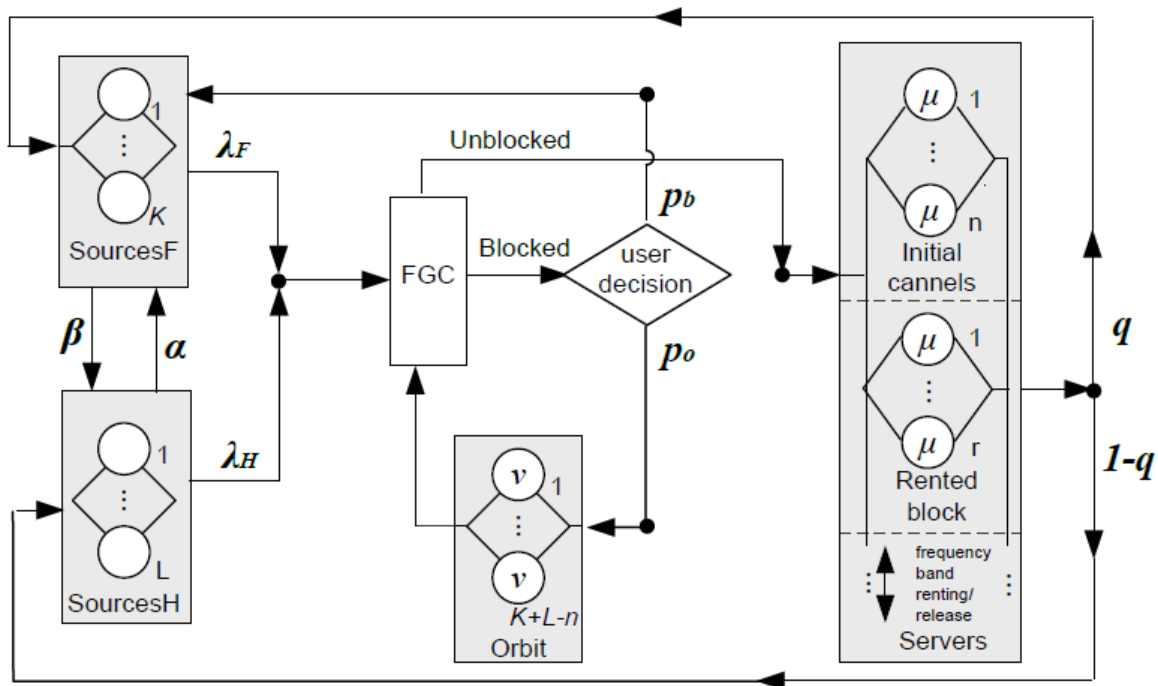 1
⋮
K
SourcesF
λF
β
α
1
⋮
L
SourcesH
λH
Unblocked
FGC
Blocked
user
decision
pb
po
ν 1
⋮
ν
K+L-n
Orbit
μ 1
⋮
μ n
Initial
cannels
μ 1
⋮
μ r
Rented
block
⋮ frequency ⋮
band
renting/
release
Servers
q
1-q